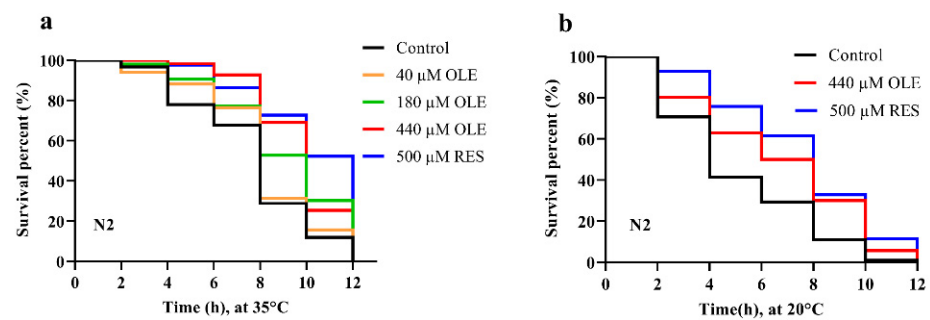 a
Survival percent (%)
100
80
60
40
20
0
N2
0 2 4 6 8 10 12
Time (h), at 35°C
Control
40 µM OLE
180 µM OLE
440 µM OLE
500 µM RES
b
Survival percent (%)
100
80
60
40
20
0
N2
0 2 4 6 8 10 12
Time(h), at 20°C
Control
440 µM OLE
500 µM RES